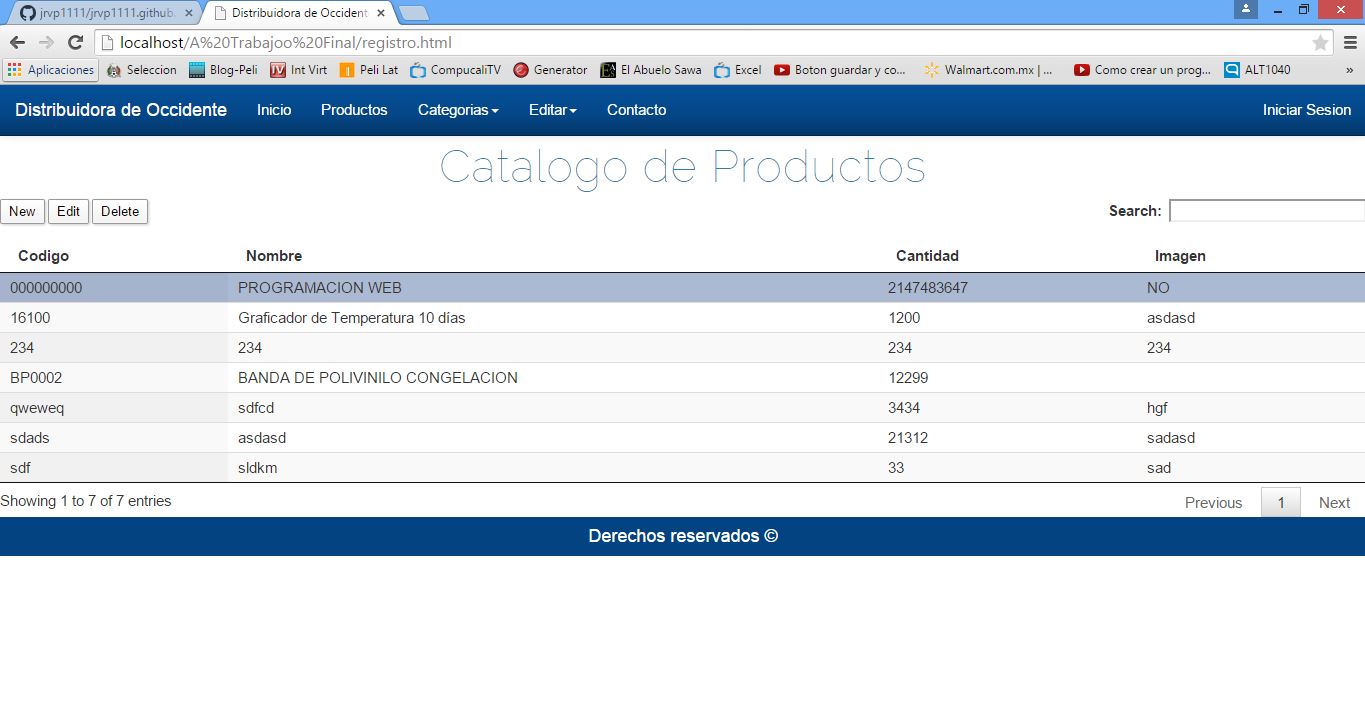 jrvp1111/jrvp1111.github. Distribuidora de Occident
localhost/A%20Trabajoo%20Final/registro.html
Aplicaciones Seleccion Blog-Peli Int Virt Peli Lat CompucaliTV Generator El Abuelo Sawa Excel Boton guardar y co... Walmart.com.mx | ... Como crear un prog... ALT1040 »
Distribuidora de Occidente Inicio Productos Categorias Editar Contacto Iniciar Sesion
Catalogo de Productos
New Edit Delete Search:
Codigo Nombre Cantidad Imagen
000000000 PROGRAMACION WEB 2147483647 NO
16100 Graficador de Temperatura 10 días 1200 asdasd
234 234 234 234
BP0002 BANDA DE POLIVINILO CONGELACION 12299
qweweq sdfcd 3434 hgf
sdads asdasd 21312 sadasd
sdf sldkm 33 sad
Showing 1 to 7 of 7 entries Previous 1 Next
Derechos reservados ©